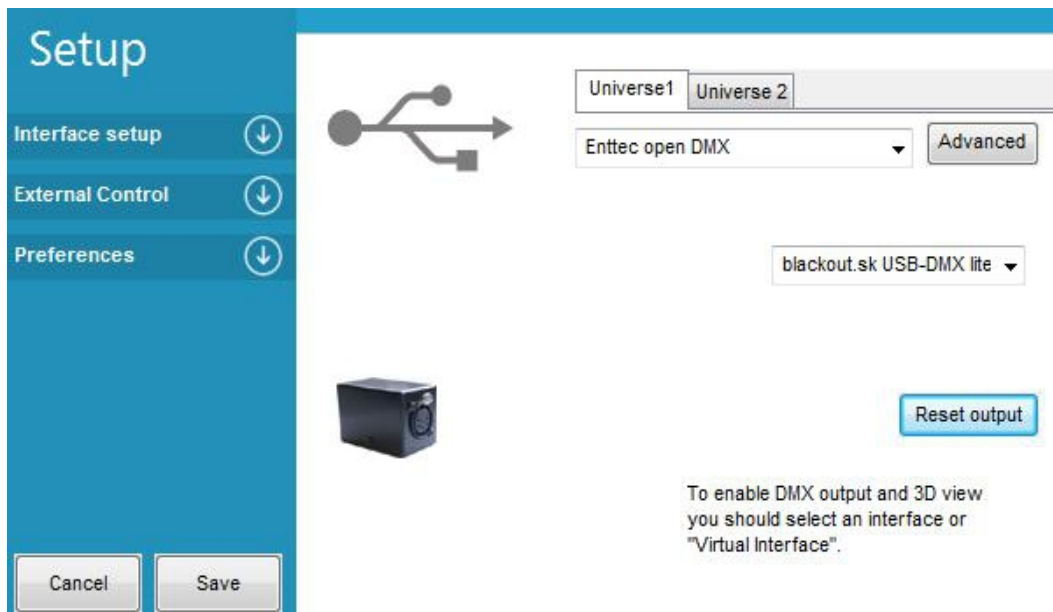 Setup
Interface setup
External Control
Preferences
Cancel
Save
Universe1
Universe 2
Enttec open DMX
Advanced
blackout.sk USB-DMX lite
Reset output
To enable DMX output and 3D view
you should select an interface or
"Virtual Interface".